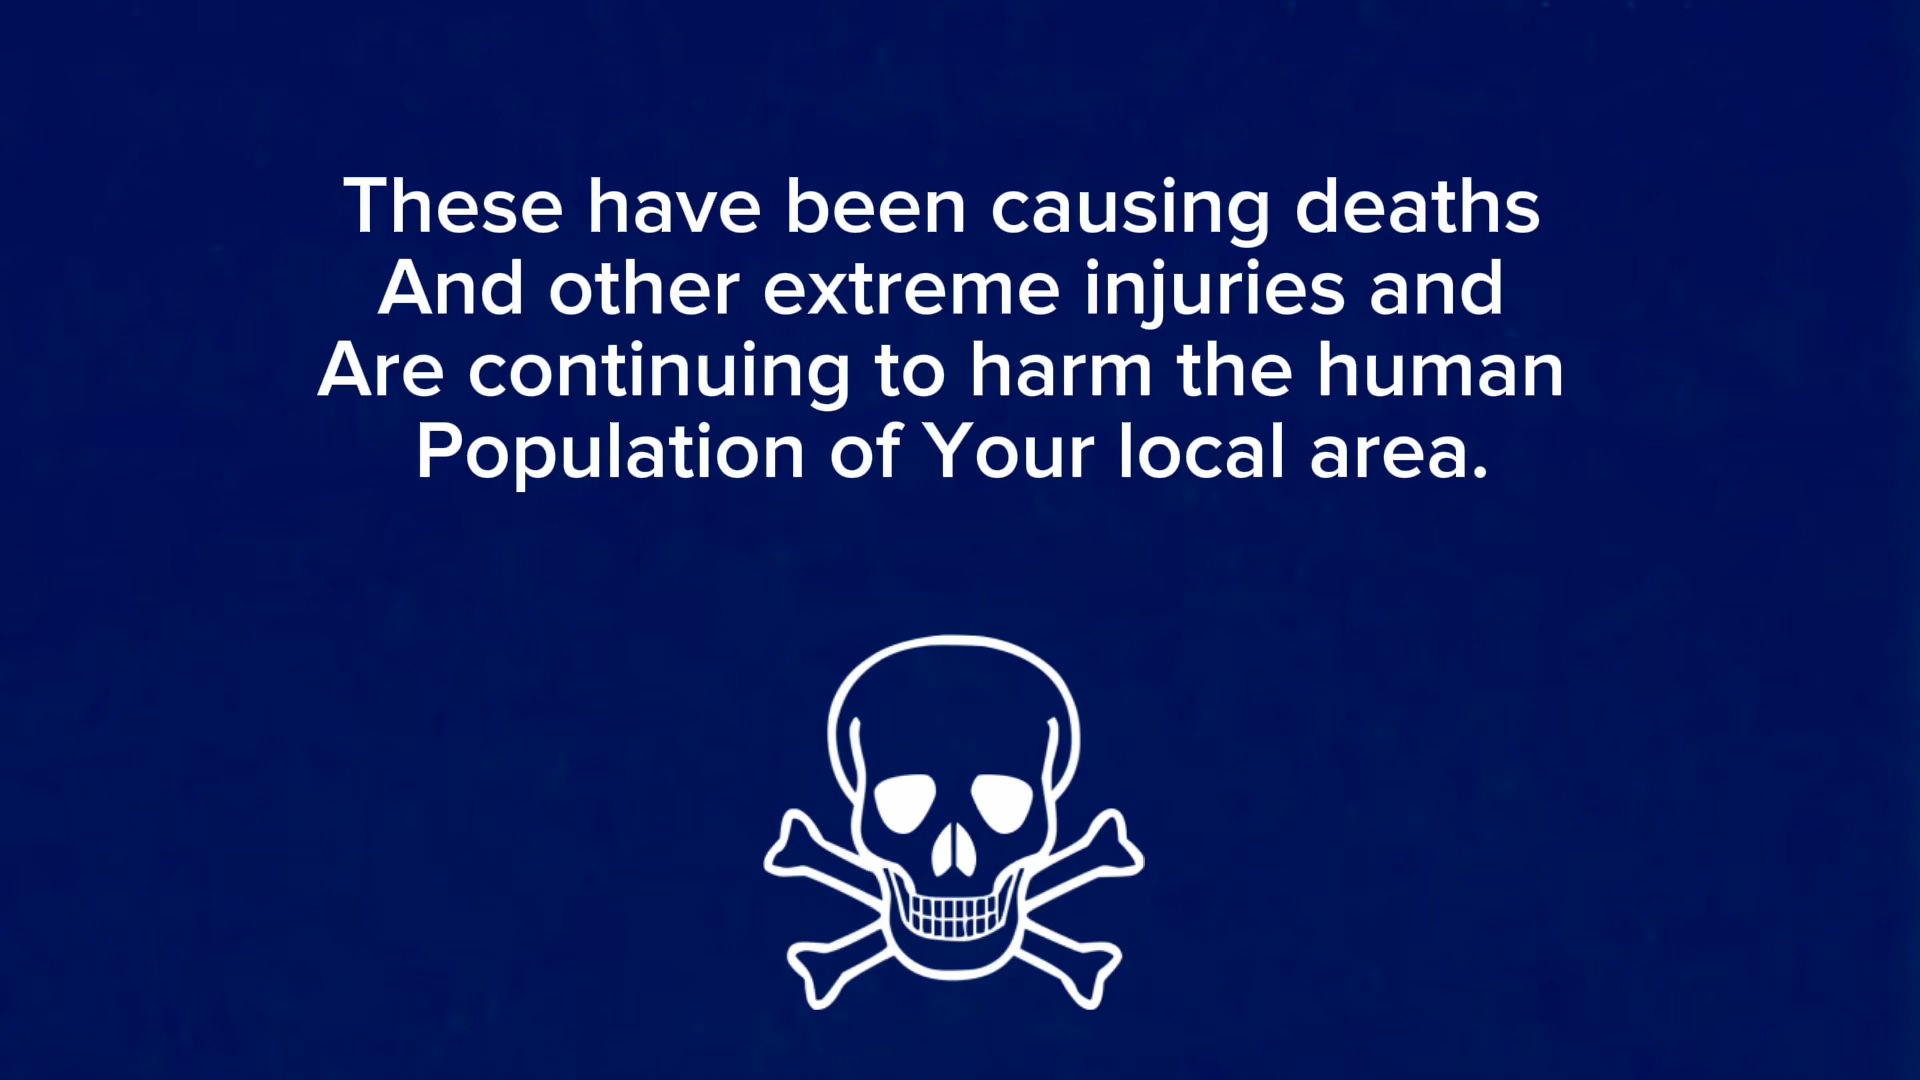 These have been causing deaths
And other extreme injuries and
Are continuing to harm the human
Population of Your local area.